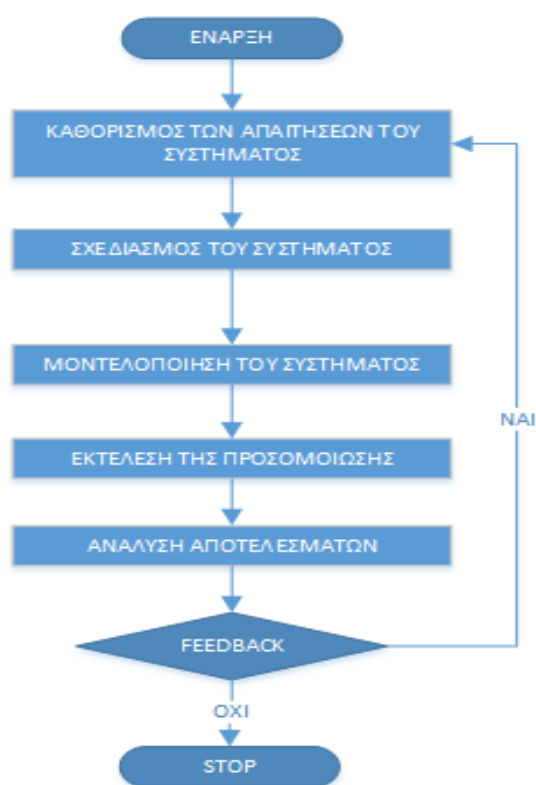 ΕΝΑΡΞΗ
ΚΑΘΟΡΙΣΜΟΣ ΤΩΝ ΑΠΑΙΤΗΣΕΩΝ ΤΟΥ
ΣΥΣΤΗΜΑΤΟΣ
ΣΧΕΔΙΑΣΜΟΣ ΤΟΥ ΣΥΣΤΗΜΑΤΟΣ
ΜΟΝΤΕΛΟΠΟΙΗΣΗ ΤΟΥ ΣΥΣΤΗΜΑΤΟΣ
ΕΚΤΕΛΕΣΗ ΤΗΣ ΠΡΟΣΟΜΟΙΩΣΗΣ
ΑΝΑΛΥΣΗ ΑΠΟΤΕΛΕΣΜΑΤΩΝ
FEEDBACK
ΝΑΙ
ΟΧΙ
STOP